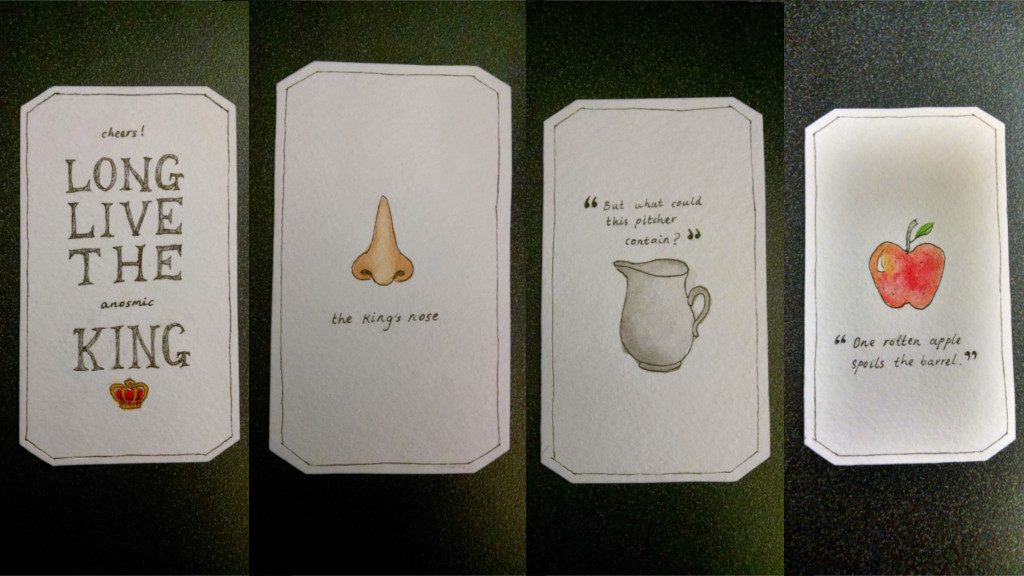 cheers!
LONG
LIVE
THE
anosmic
KING
the King's nose
“But what could
this pitcher
contain?”
“One rotten apple
spoils the barrel.”